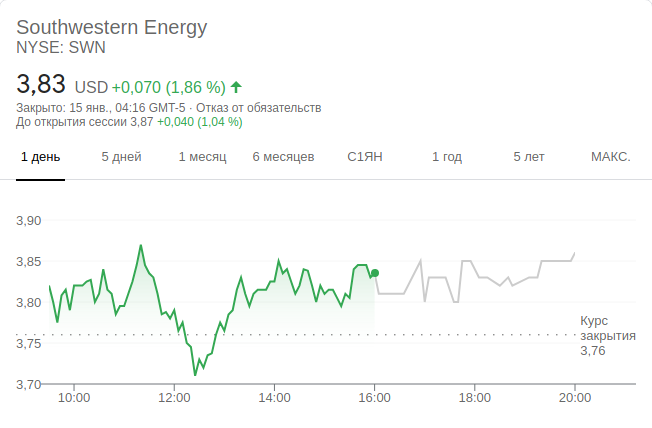 Southwestern Energy
NYSE: SWN
3,83 USD +0,070 (1,86 %)
Закрыто: 15 янв., 04:16 GMT-5 · Отказ от обязательств
До открытия сессии 3,87 +0,040 (1,04 %)
1 день 5 дней 1 месяц 6 месяцев С1ЯН 1 год 5 лет МАКС.
3,90
3,85
3,80
3,75
3,70
Курс
закрытия
3,76
10:00 12:00 14:00 16:00 18:00 20:00